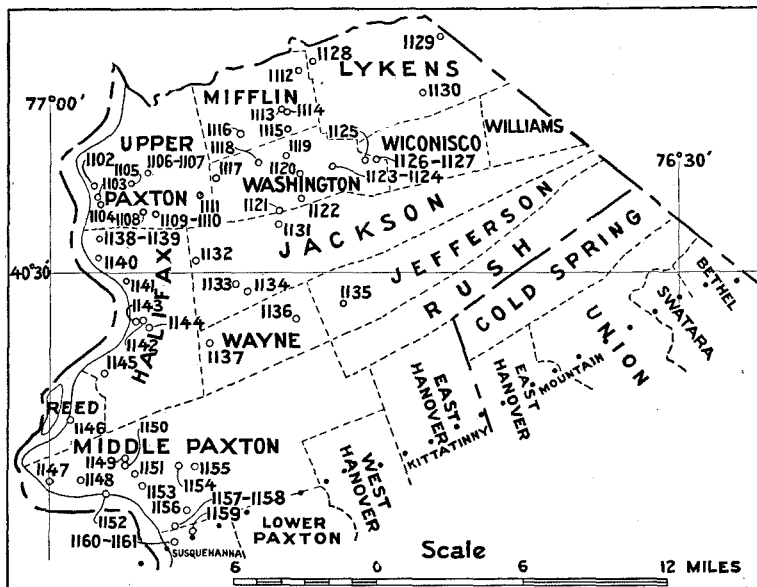 1128
1129
1112
LYKENS
77°00'
MIFFLIN
1130
1113
1114
1116
1115
1125
WILLIAMS
UPPER
1118
1119
WICONISCO
1102
1106-1107
1126-1127
76°30'
1105
1103
1117
1120
1123-1124
PAXTON
WASHINGTON
1104
1108
1111
1121
1122
1109-1110
1131
JACKSON
1138-1139
1132
JEFFERSON
1140
HALIFAX
RUSH
COLD SPRING
BETHEL
40°30'
1141
1133
1134
1135
SWATARA
1143
1136
1144
UNION
1142
WAYNE
1137
1145
MOUNTAIN
REED
EAST HANOVER
EAST HANOVER
1146
1150
KITTATINNY
MIDDLE PAXTON
1149
1151
1155
WEST HANOVER
1147
1148
1154
1153
1157-1158
1156
1159
1152
LOWER PAXTON
1160-1161
SUSQUEHANNA
Scale
6 0 6 12 MILES